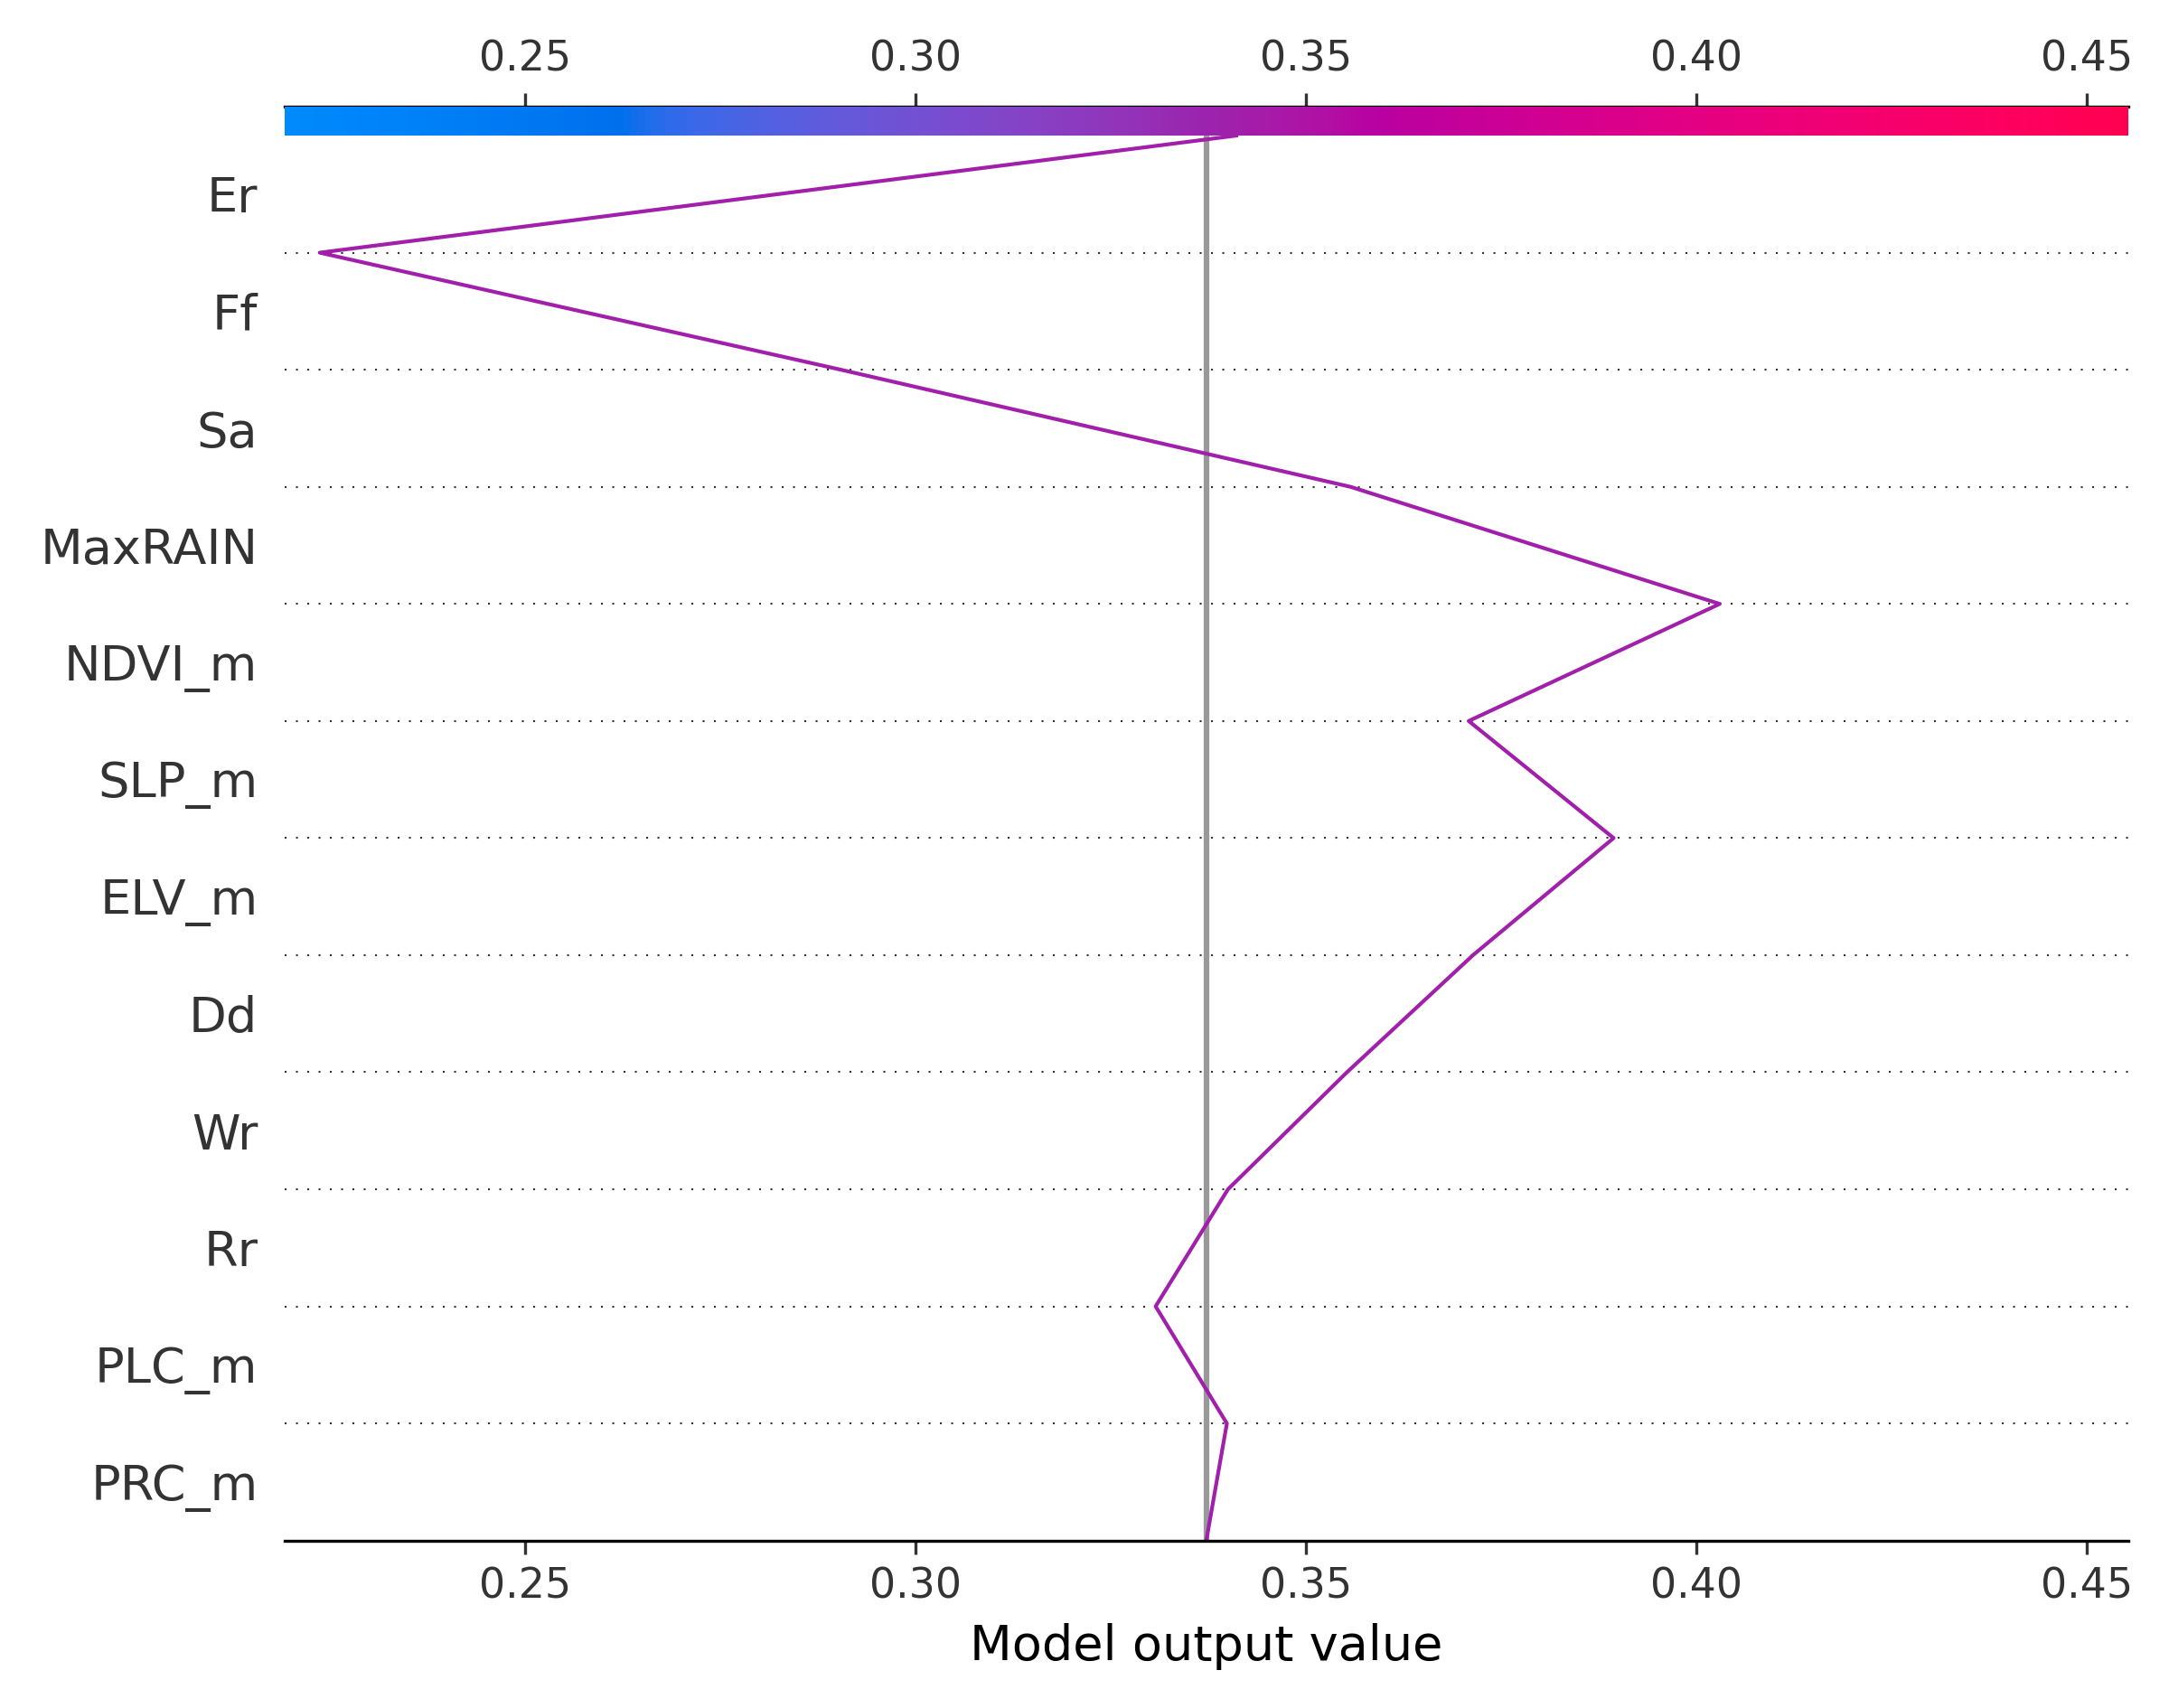 0.25 0.30 0.35 0.40 0.45
Er
Ff
Sa
MaxRAIN
NDVI_m
SLP_m
ELV_m
Dd
Wr
Rr
PLC_m
PRC_m
0.25 0.30 0.35 0.40 0.45
Model output value